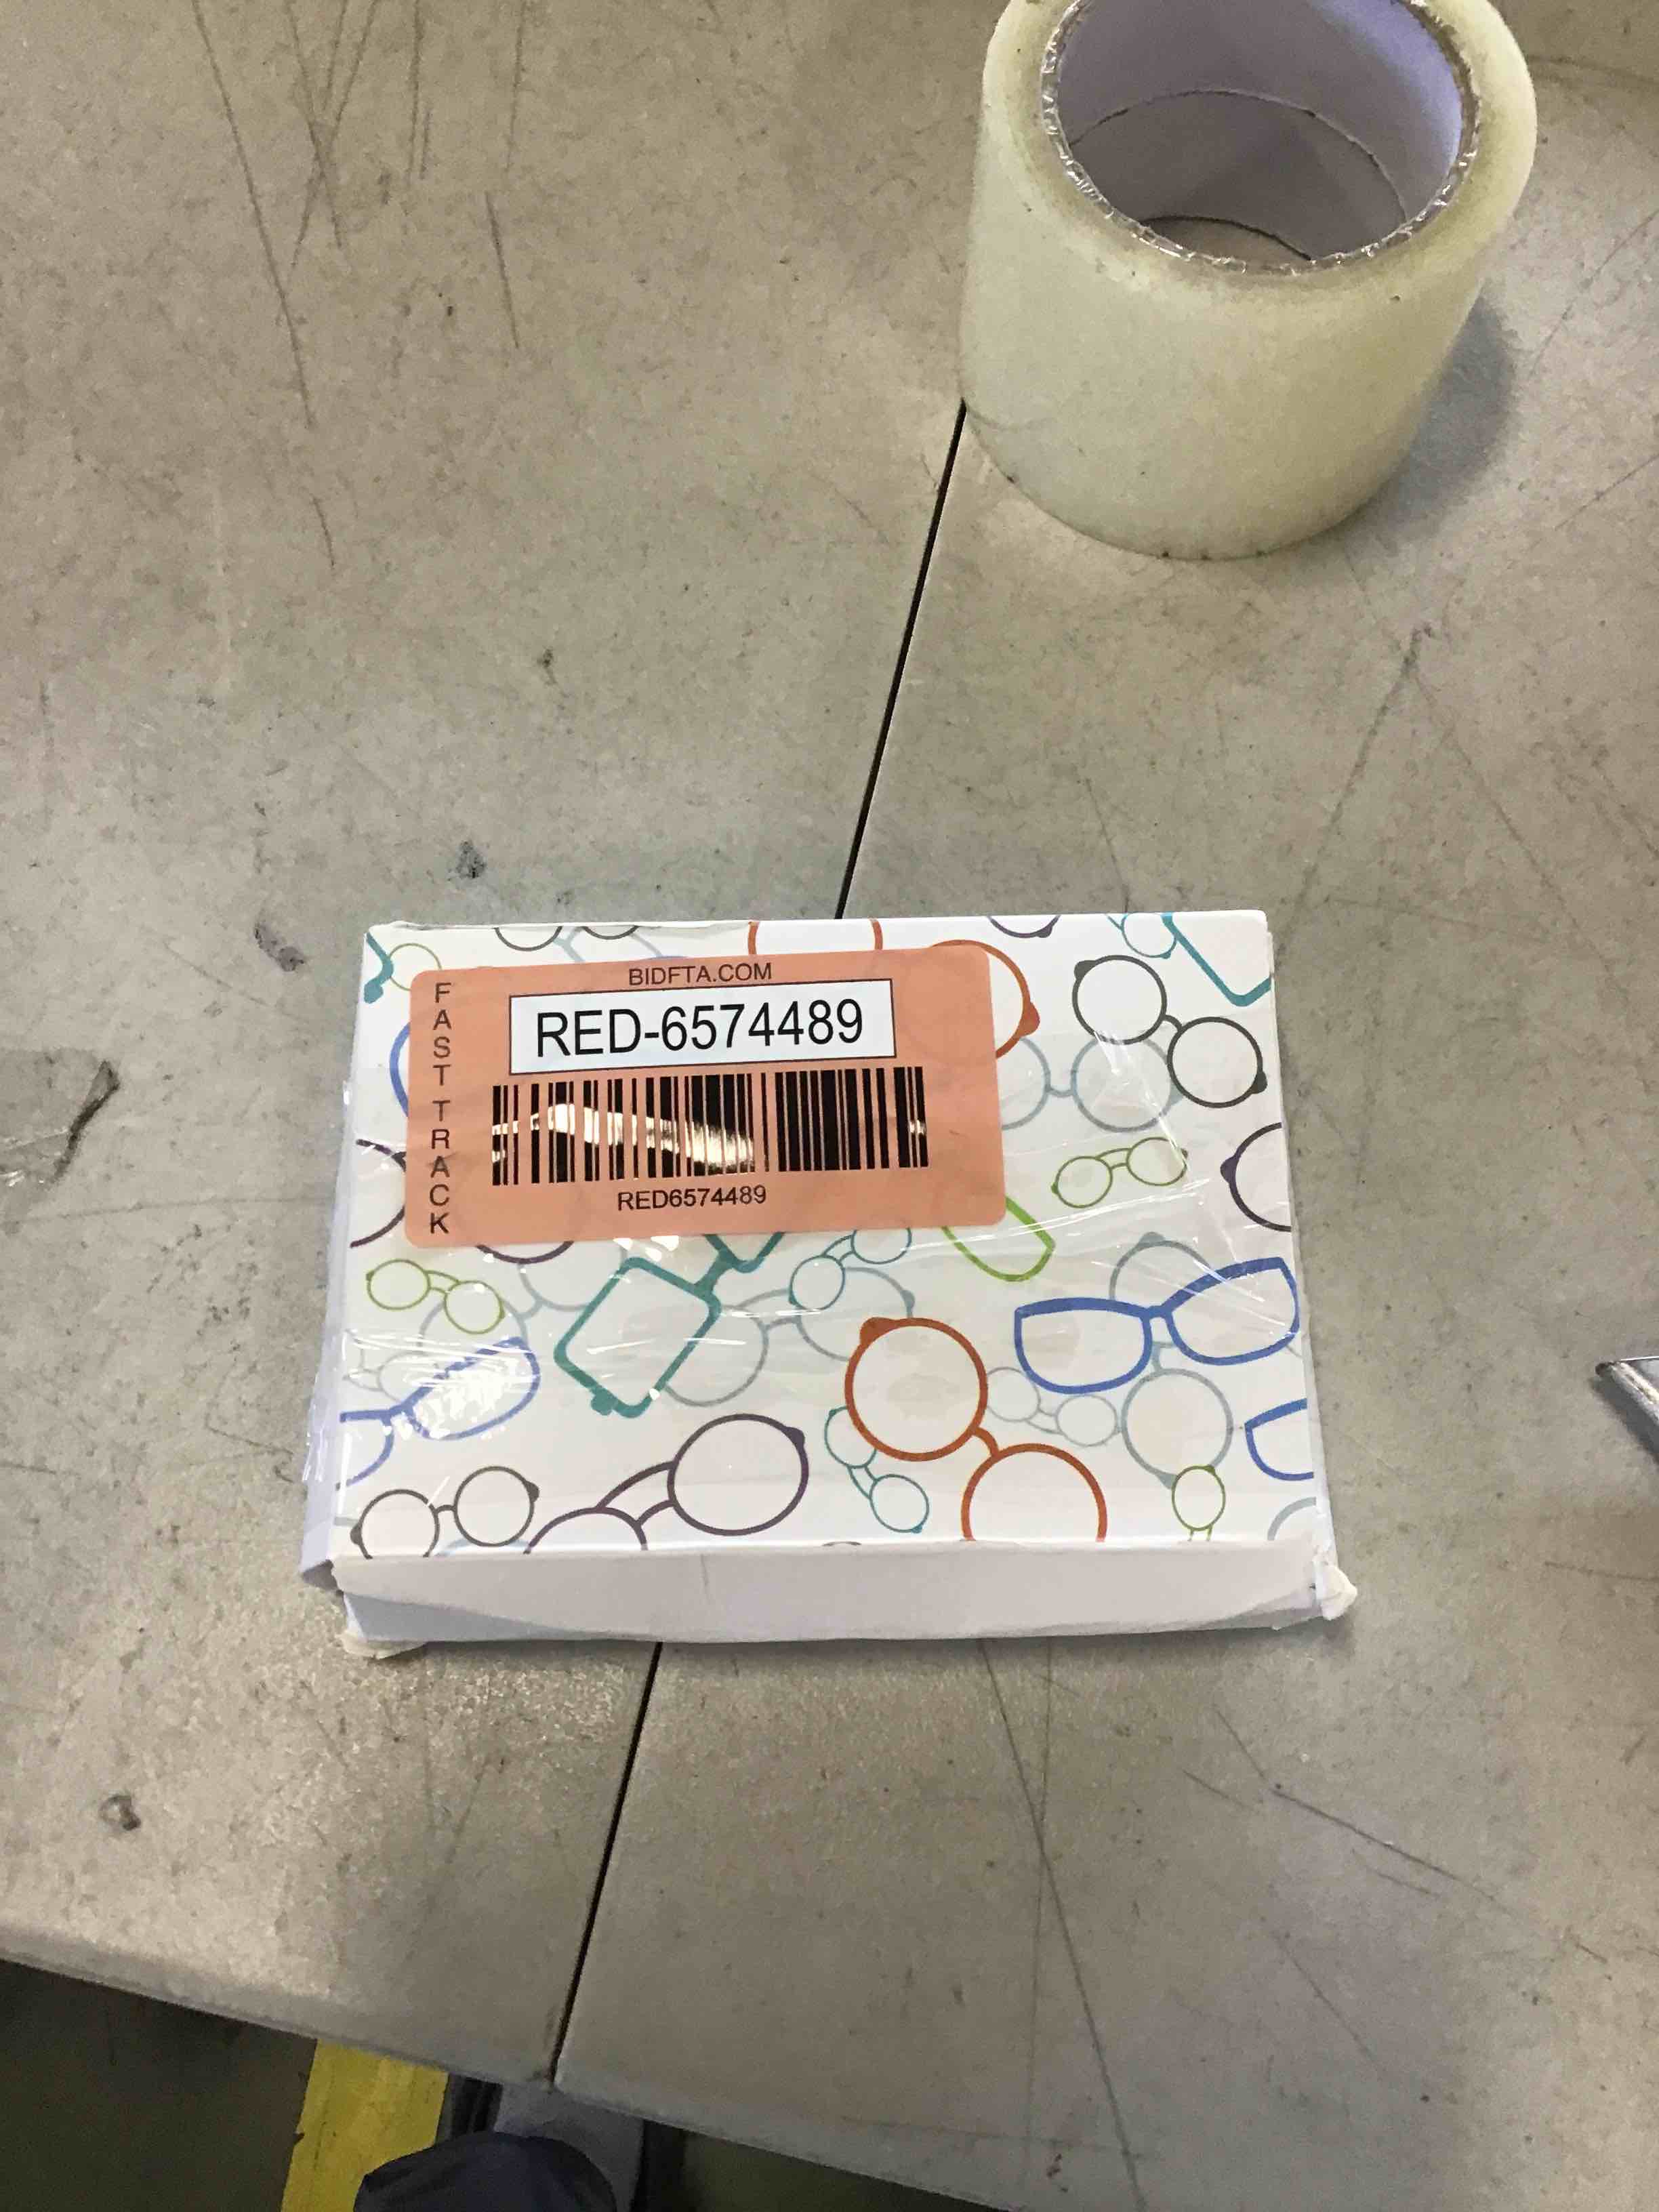 BIDFTA.COM
FAST TRACK
RED-6574489
RED6574489